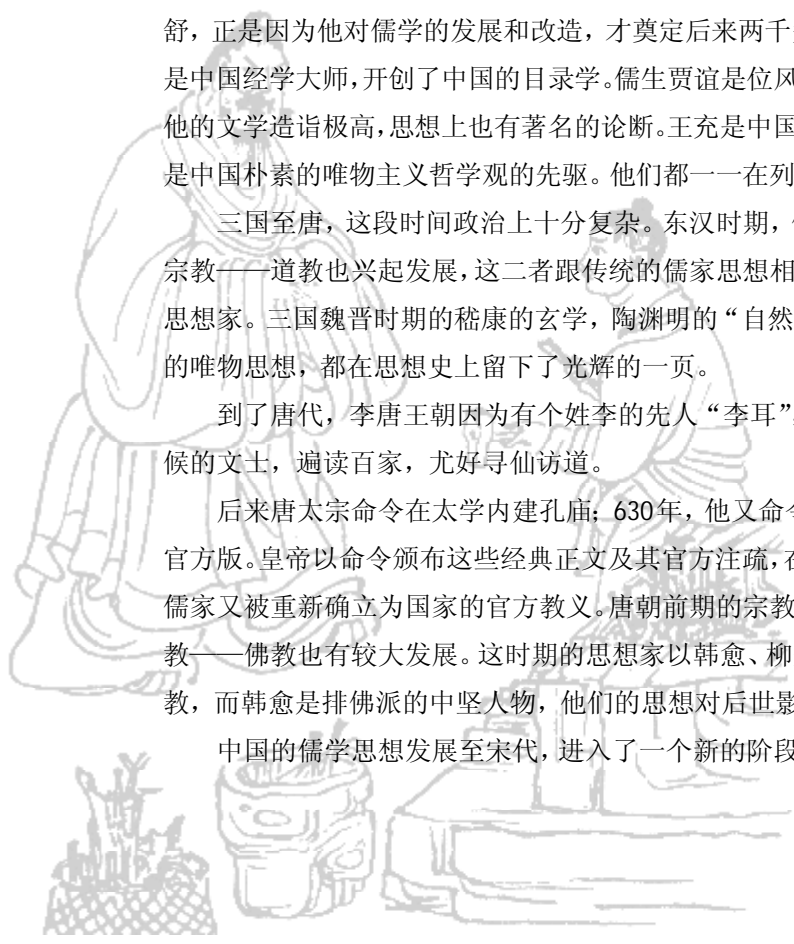 舒，正是因为他对儒学的发展和改造，才奠定后来两千
是中国经学大师，开创了中国的目录学。儒生贾谊是位风
他的文学造诣极高，思想上也有著名的论断。王充是中国
是中国朴素的唯物主义哲学观的先驱。他们都一一在列
三国至唐，这段时间政治上十分复杂。东汉时期，
宗教——道教也兴起发展，这二者跟传统的儒家思想相
思想家。三国魏晋时期的嵇康的玄学，陶渊明的“自然
的唯物思想，都在思想史上留下了光辉的一页。
到了唐代，李唐王朝因为有个姓李的先人“李耳”
候的文士，遍读百家，尤好寻仙访道。
后来唐太宗命令在太学内建孔庙；630年，他又命
官方版。皇帝以命令颁布这些经典正文及其官方注疏，在
儒家又被重新确立为国家的官方教义。唐朝前期的宗教
教——佛教也有较大发展。这时期的思想家以韩愈、柳
教，而韩愈是排佛派的中坚人物，他们的思想对后世影
中国的儒学思想发展至宋代，进入了一个新的阶段